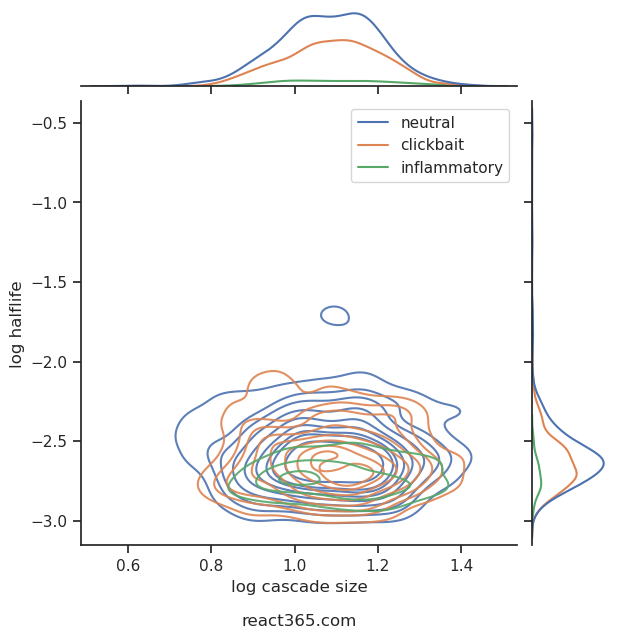 neutral
clickbait
inflammatory
−0.5
−1.0
−1.5
−2.0
−2.5
−3.0
log halflife
0.6 0.8 1.0 1.2 1.4
log cascade size
react365.com